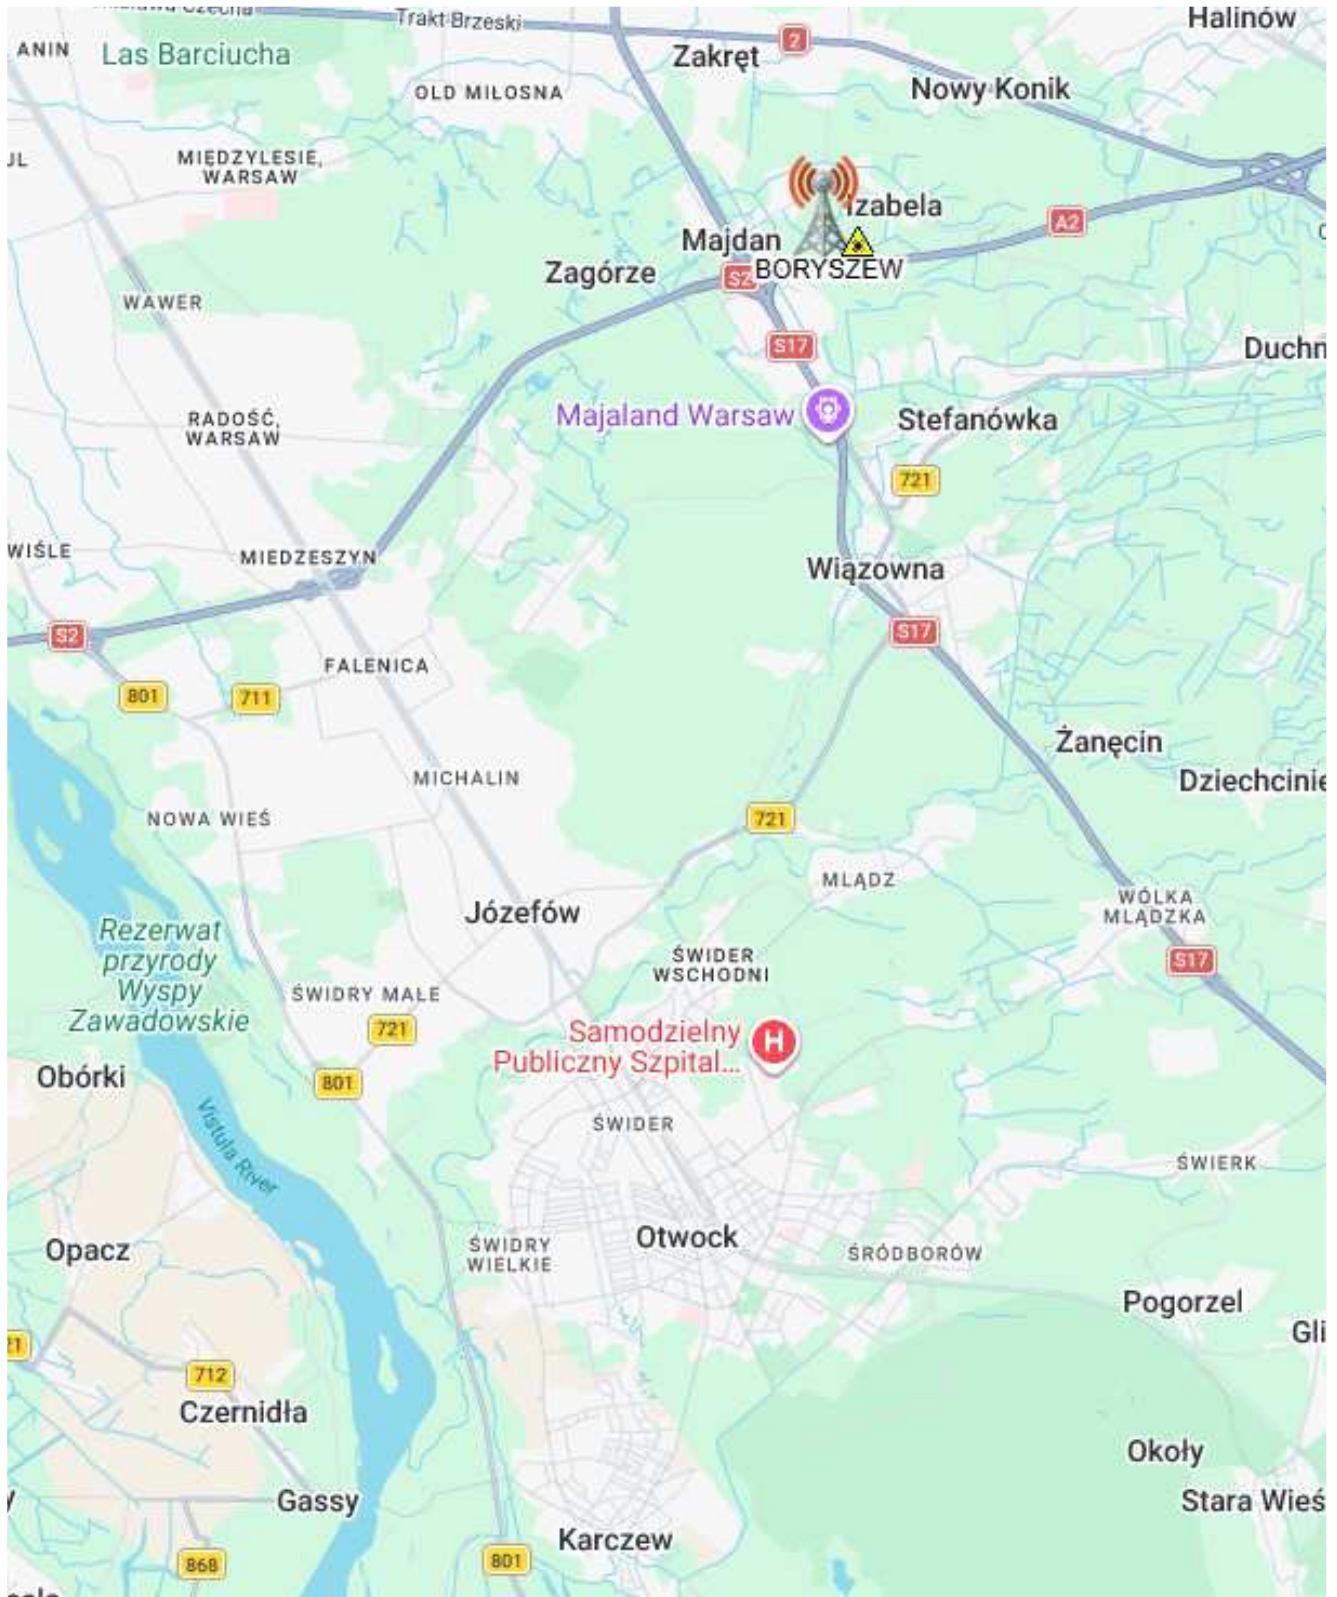 Trakt Brzeski
Halinów
ANIN
Las Barciucha
Zakręt
2
OLD MIŁOSNA
Nowy Konik
MIĘDZYLESIE,
WARSAW
Izabela
A2
Majdan
BORYSZEW
Zagórze
WAWER
S17
Duchn
RADOŚĆ,
WARSAW
Majaland Warsaw
Stefanówka
721
WIŚLE
MIEDZESZYN
Wiązowna
S2
S17
FALENICA
801
711
Żanęcin
MICHALIN
Dziechcinie
NOWA WIEŚ
721
MLĄDZ
WÓLKA
MLĄDZKA
Józefów
Rezerwat
przyrody
Wyspy
Zawadowskie
ŚWIDER
WSCHODNI
S17
ŚWIDRY MAŁE
721
Samodzielny
Publiczny Szpital...
H
Obórki
801
Vistula River
ŚWIDER
ŚWIERK
Opacz
ŚWIDRY
WIELKIE
Otwock
ŚRÓDBORÓW
Pogorzel
Gli
21
712
Czernidła
Okoły
Gassy
Stara Wieś
Karczew
868
801